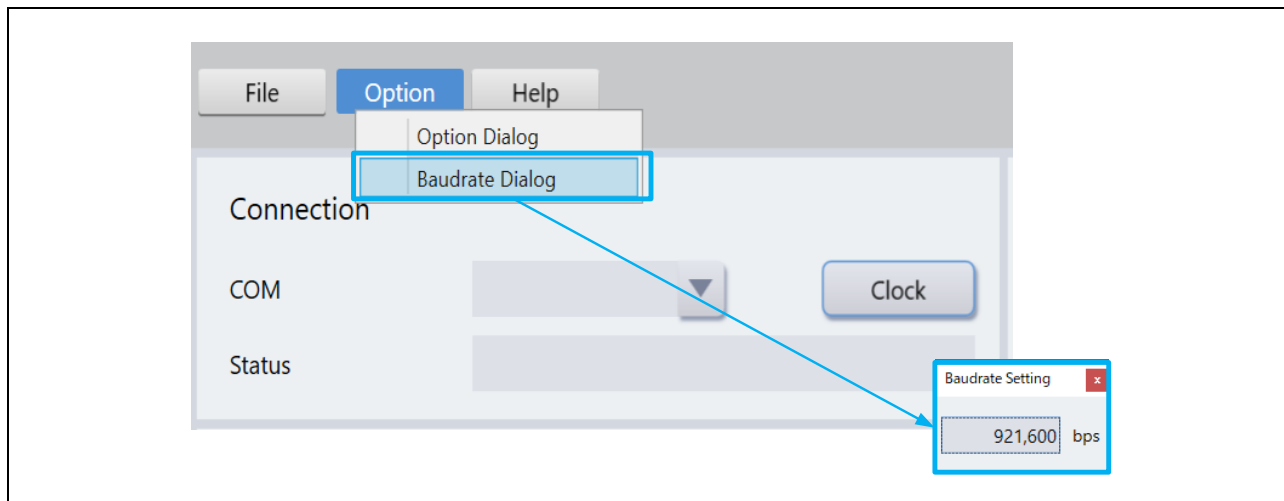 File Option Help
Option Dialog
Baudrate Dialog
Connection
COM
Clock
Status
Baudrate Setting x
921,600 bps